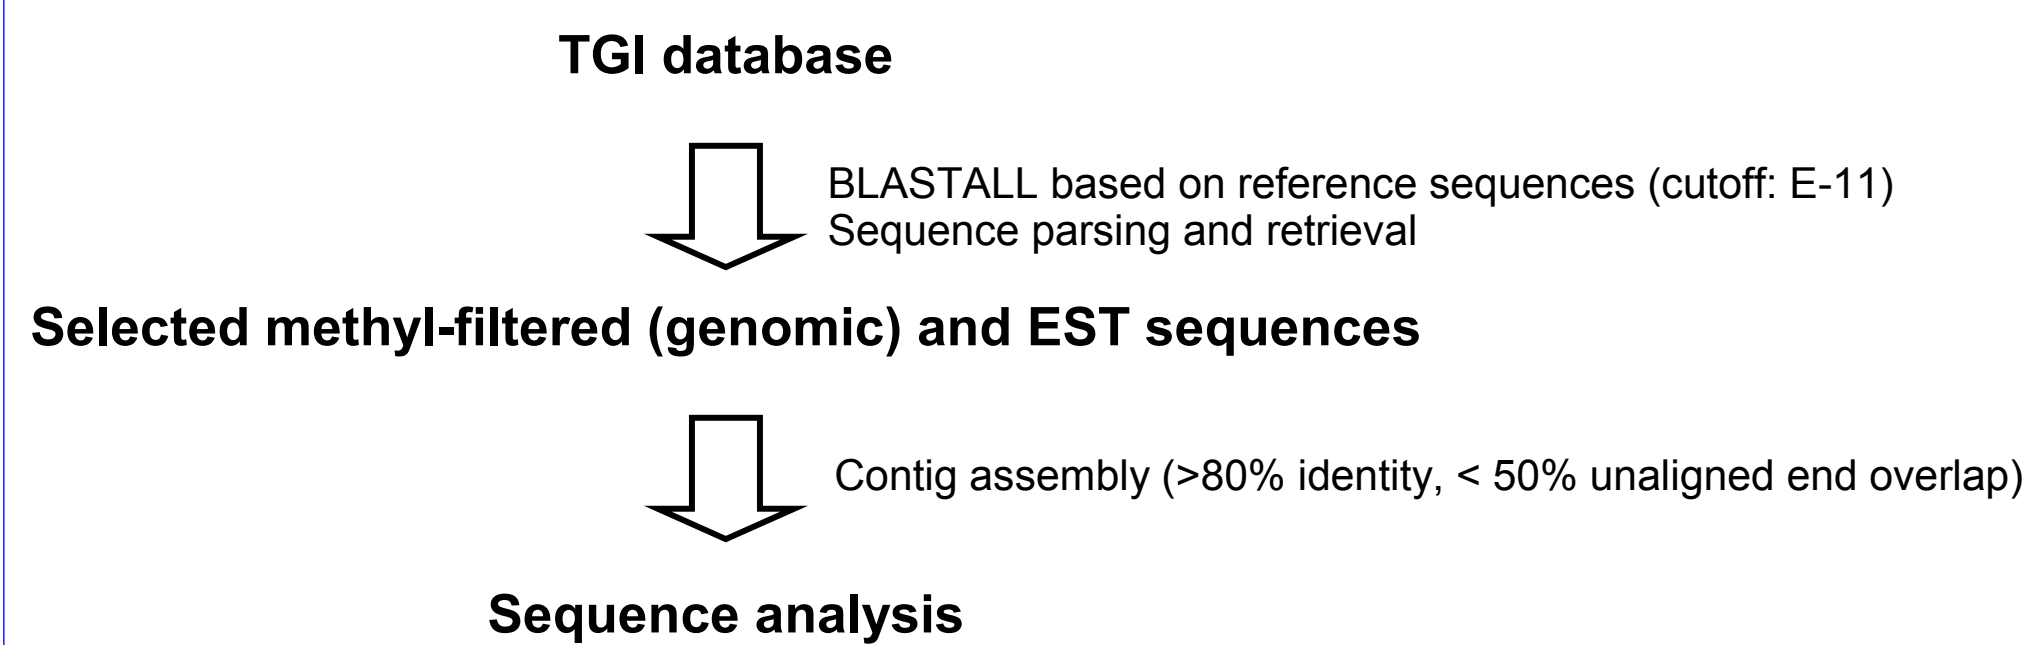 TGI database
BLASTALL based on reference sequences (cutoff: E-11)
Sequence parsing and retrieval
Selected methyl-filtered (genomic) and EST sequences
Contig assembly (>80% identity, < 50% unaligned end overlap)
Sequence analysis